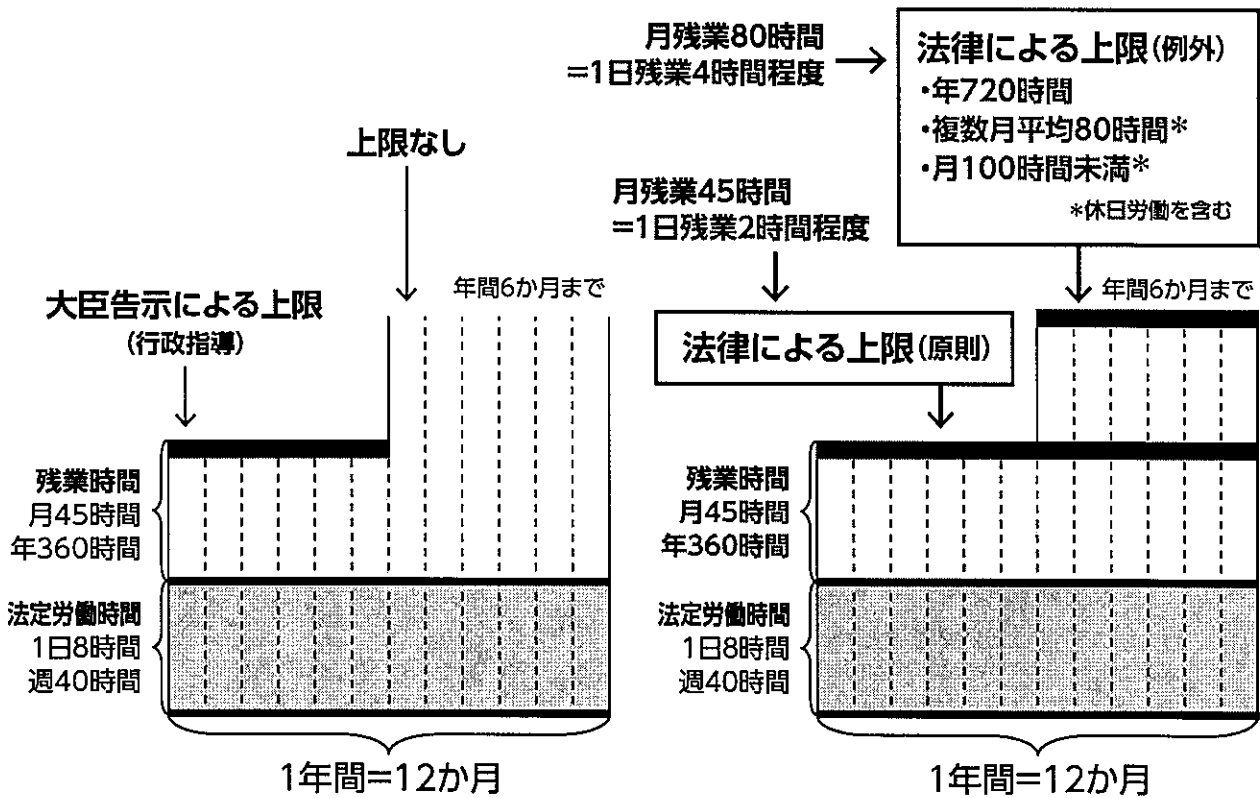 上限なし
年間6か月まで
大臣告示による上限
(行政指導)
残業時間
月45時間
年360時間
法定労働時間
1日8時間
週40時間
1年間=12か月
月残業80時間
=1日残業4時間程度
法律による上限(例外)
・年720時間
・複数月平均80時間*
・月100時間未満*
*休日労働を含む
月残業45時間
=1日残業2時間程度
年間6か月まで
法律による上限(原則)
残業時間
月45時間
年360時間
法定労働時間
1日8時間
週40時間
1年間=12か月